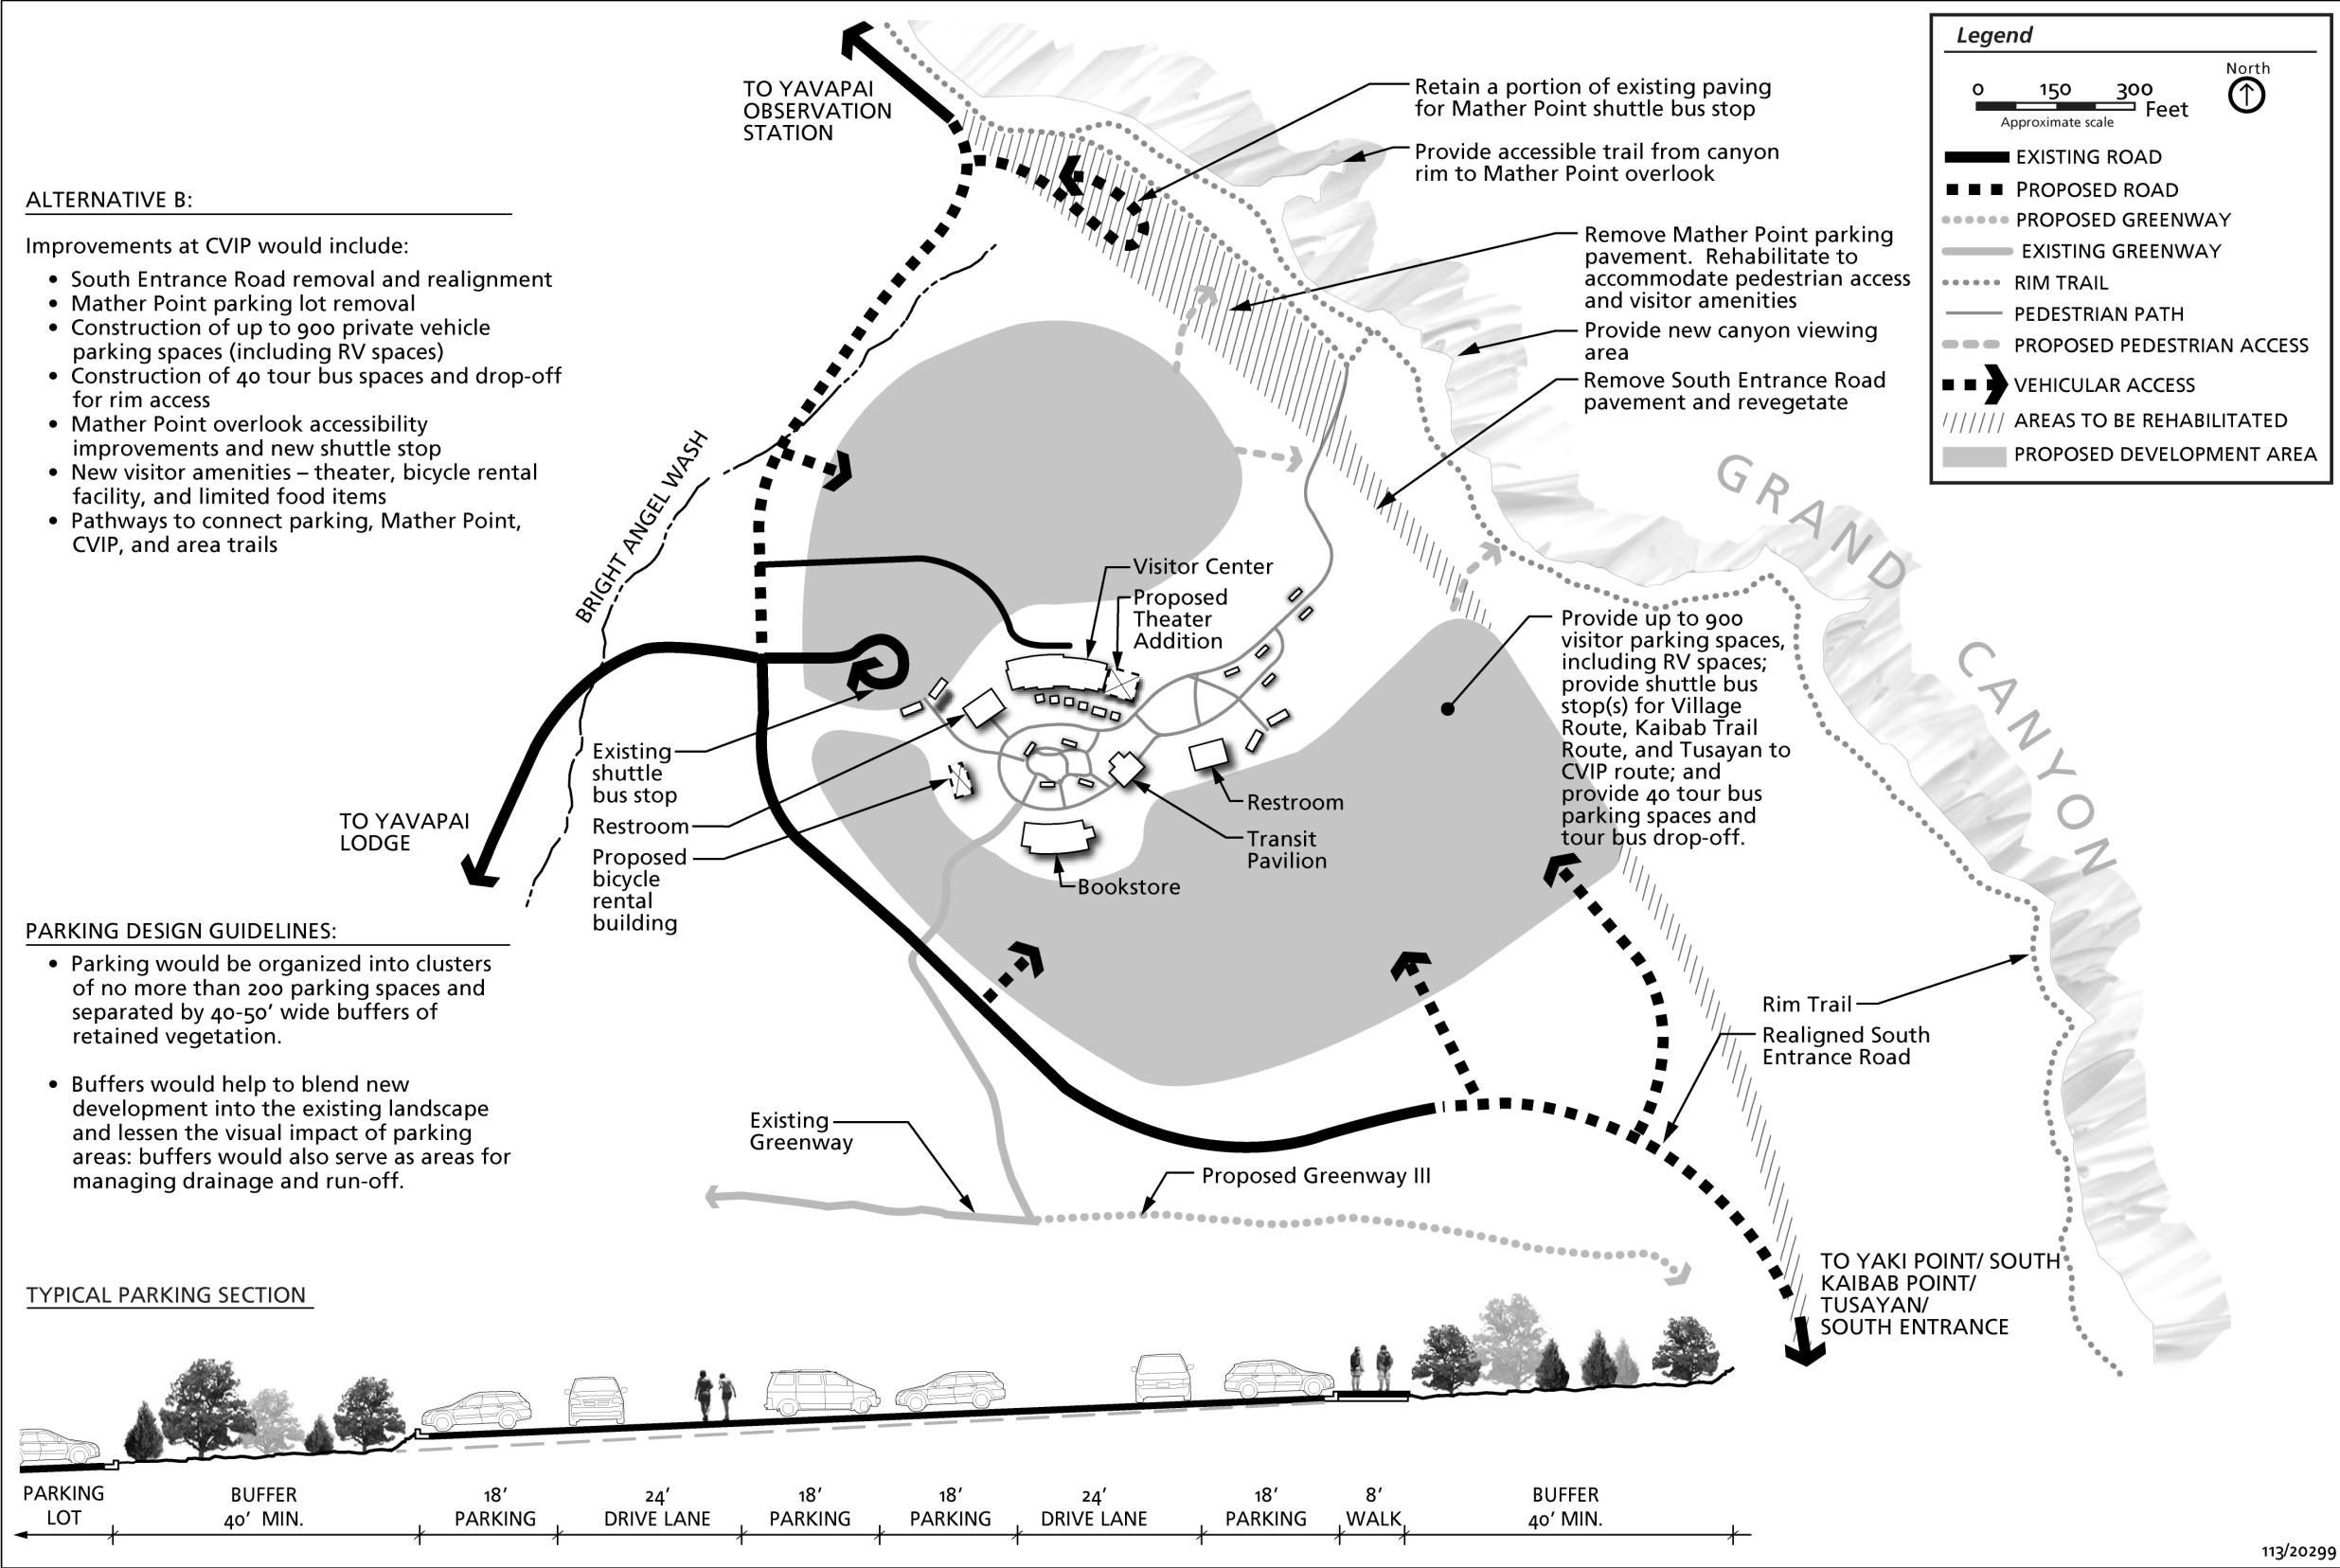 ALTERNATIVE B:
Improvements at CVIP would include:
• South Entrance Road removal and realignment
• Mather Point parking lot removal
• Construction of up to 900 private vehicle
parking spaces (including RV spaces)
• Construction of 40 tour bus spaces and drop-off
for rim access
• Mather Point overlook accessibility
improvements and new shuttle stop
• New visitor amenities – theater, bicycle rental
facility, and limited food items
• Pathways to connect parking, Mather Point,
CVIP, and area trails
PARKING DESIGN GUIDELINES:
• Parking would be organized into clusters
of no more than 200 parking spaces and
separated by 40-50' wide buffers of
retained vegetation.
• Buffers would help to blend new
development into the existing landscape
and lessen the visual impact of parking
areas: buffers would also serve as areas for
managing drainage and run-off.
TO YAVAPAI
OBSERVATION
STATION
BRIGHT ANGEL WASH
TO YAVAPAI
LODGE
Existing
shuttle
bus stop
Restroom
Proposed
bicycle
rental
building
Visitor Center
Proposed
Theater
Addition
Restroom
Transit
Pavilion
Bookstore
Existing
Greenway
Proposed Greenway III
Retain a portion of existing paving
for Mather Point shuttle bus stop
Provide accessible trail from canyon
rim to Mather Point overlook
Remove Mather Point parking
pavement. Rehabilitate to
accommodate pedestrian access
and visitor amenities
Provide new canyon viewing
area
Remove South Entrance Road
pavement and revegetate
GRAND
CANYON
Provide up to 900
visitor parking spaces,
including RV spaces;
provide shuttle bus
stop(s) for Village
Route, Kaibab Trail
Route, and Tusayan to
CVIP route; and
provide 40 tour bus
parking spaces and
tour bus drop-off.
Rim Trail
Realigned South
Entrance Road
TO YAKI POINT/ SOUTH
KAIBAB POINT/
TUSAYAN/
SOUTH ENTRANCE
Legend
North
0 150 300
Feet
Approximate scale
EXISTING ROAD
PROPOSED ROAD
PROPOSED GREENWAY
EXISTING GREENWAY
RIM TRAIL
PEDESTRIAN PATH
PROPOSED PEDESTRIAN ACCESS
VEHICULAR ACCESS
AREAS TO BE REHABILITATED
PROPOSED DEVELOPMENT AREA
TYPICAL PARKING SECTION
PARKING
LOT
BUFFER
40' MIN.
18'
PARKING
24'
DRIVE LANE
18'
PARKING
18'
PARKING
24'
DRIVE LANE
18'
PARKING
8'
WALK
BUFFER
40' MIN.
113/20299